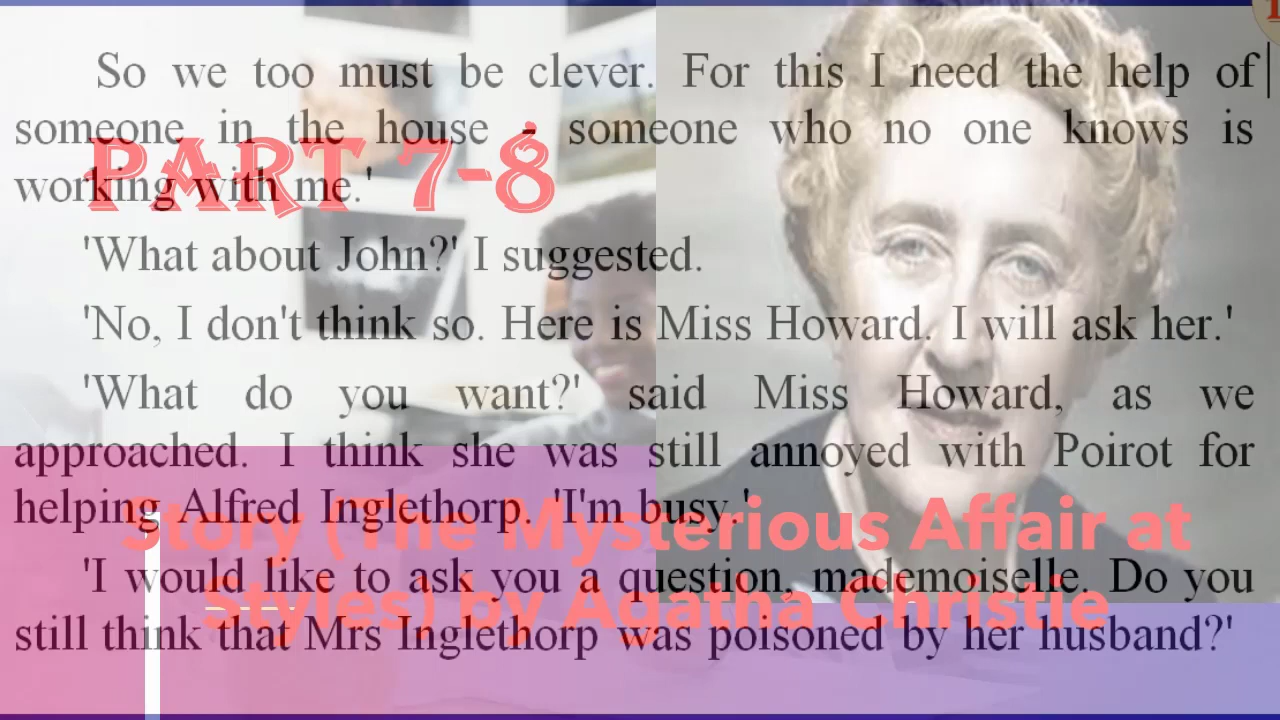 So we too must be clever. For this I need the help of
someone in the house - someone who no one knows is
working with me.'
PART 7-8
'What about John?' I suggested.
'No, I don't think so. Here is Miss Howard. I will ask her.'
'What do you want?' said Miss Howard, as we
approached. I think she was still annoyed with Poirot for
helping Alfred Inglethorp. 'I'm busy.'
Story (The Mysterious Affair at
Styles) by Agatha Christie
'I would like to ask you a question, mademoiselle. Do you
still think that Mrs Inglethorp was poisoned by her husband?'